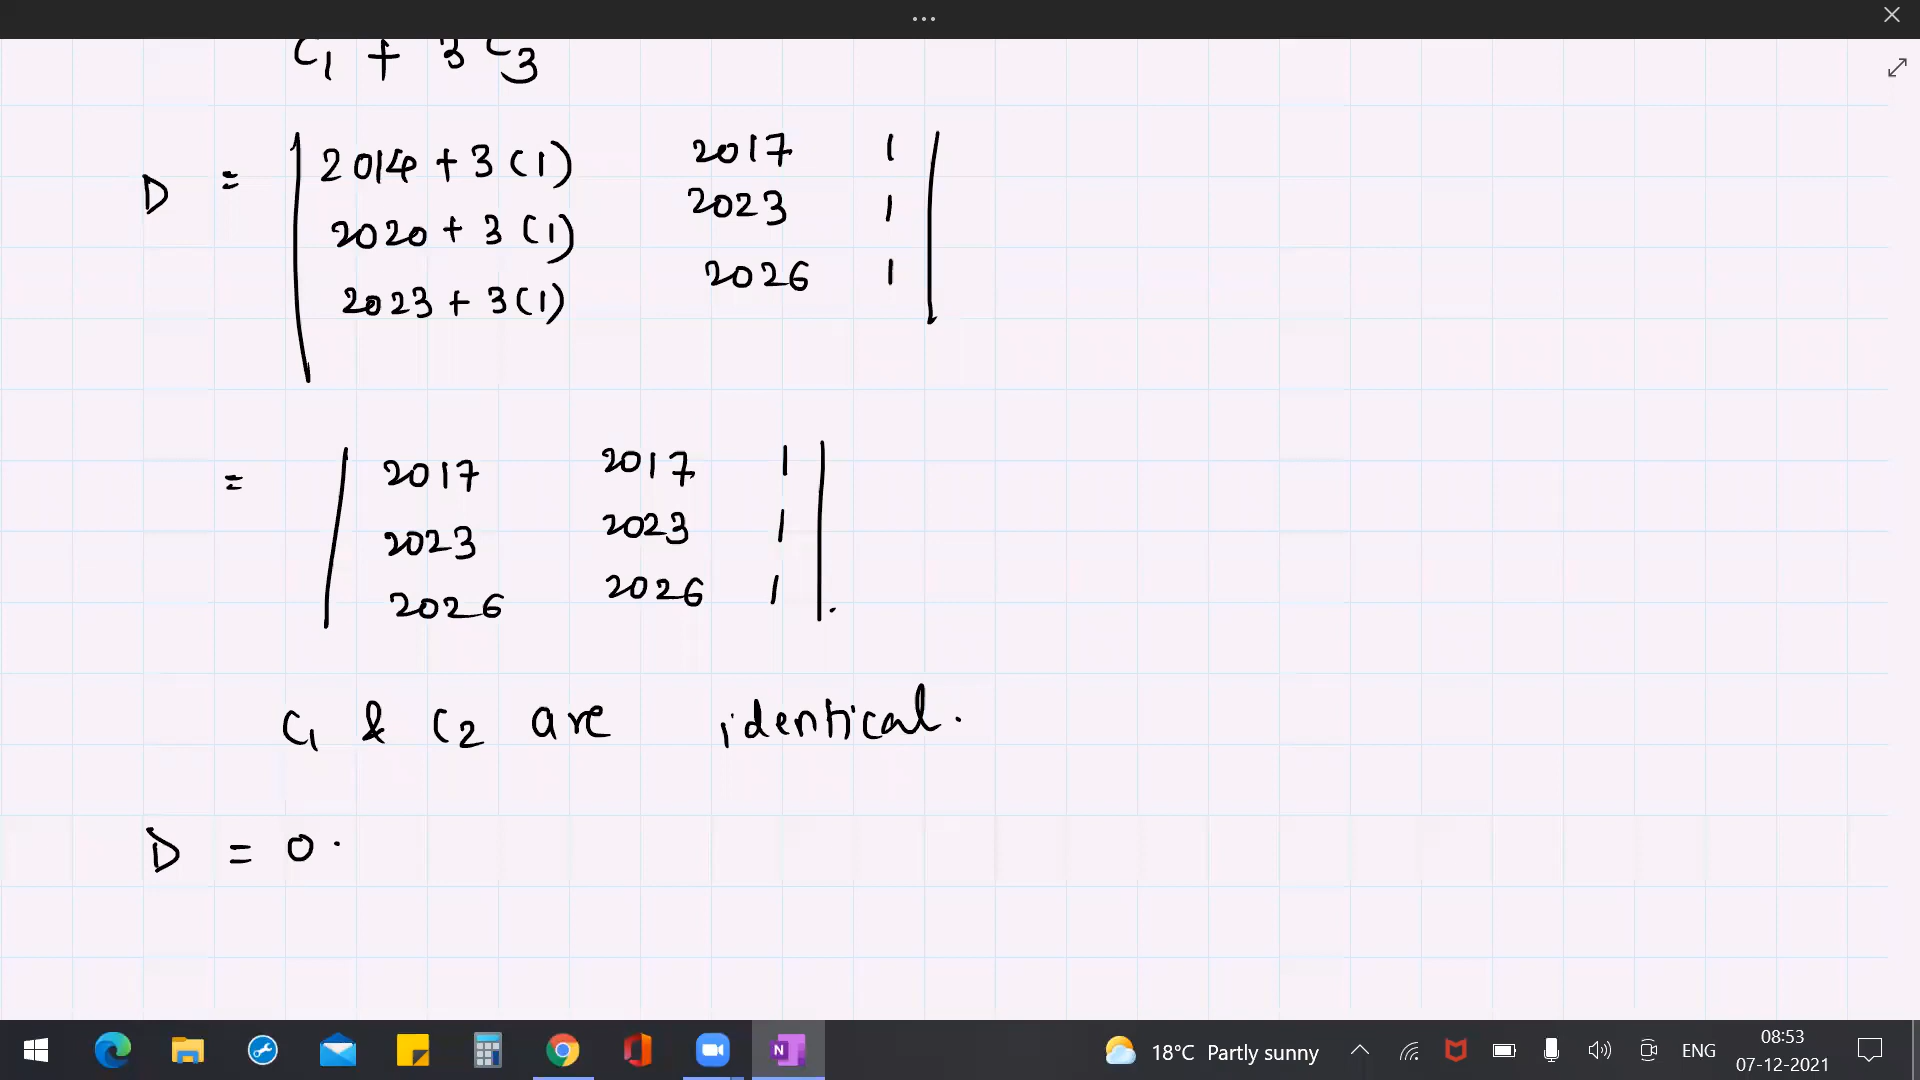 ...
C1 + 3 C3
D = | 2014 + 3(1) 2017 1 |
2020 + 3(1) 2023 1
2023 + 3(1) 2026 1
= | 2017 2017 1 |
2023 2023 1
2026 2026 1 .
C1 & C2 are identical.
D = 0.
18°C Partly sunny
ENG
08:53
07-12-2021